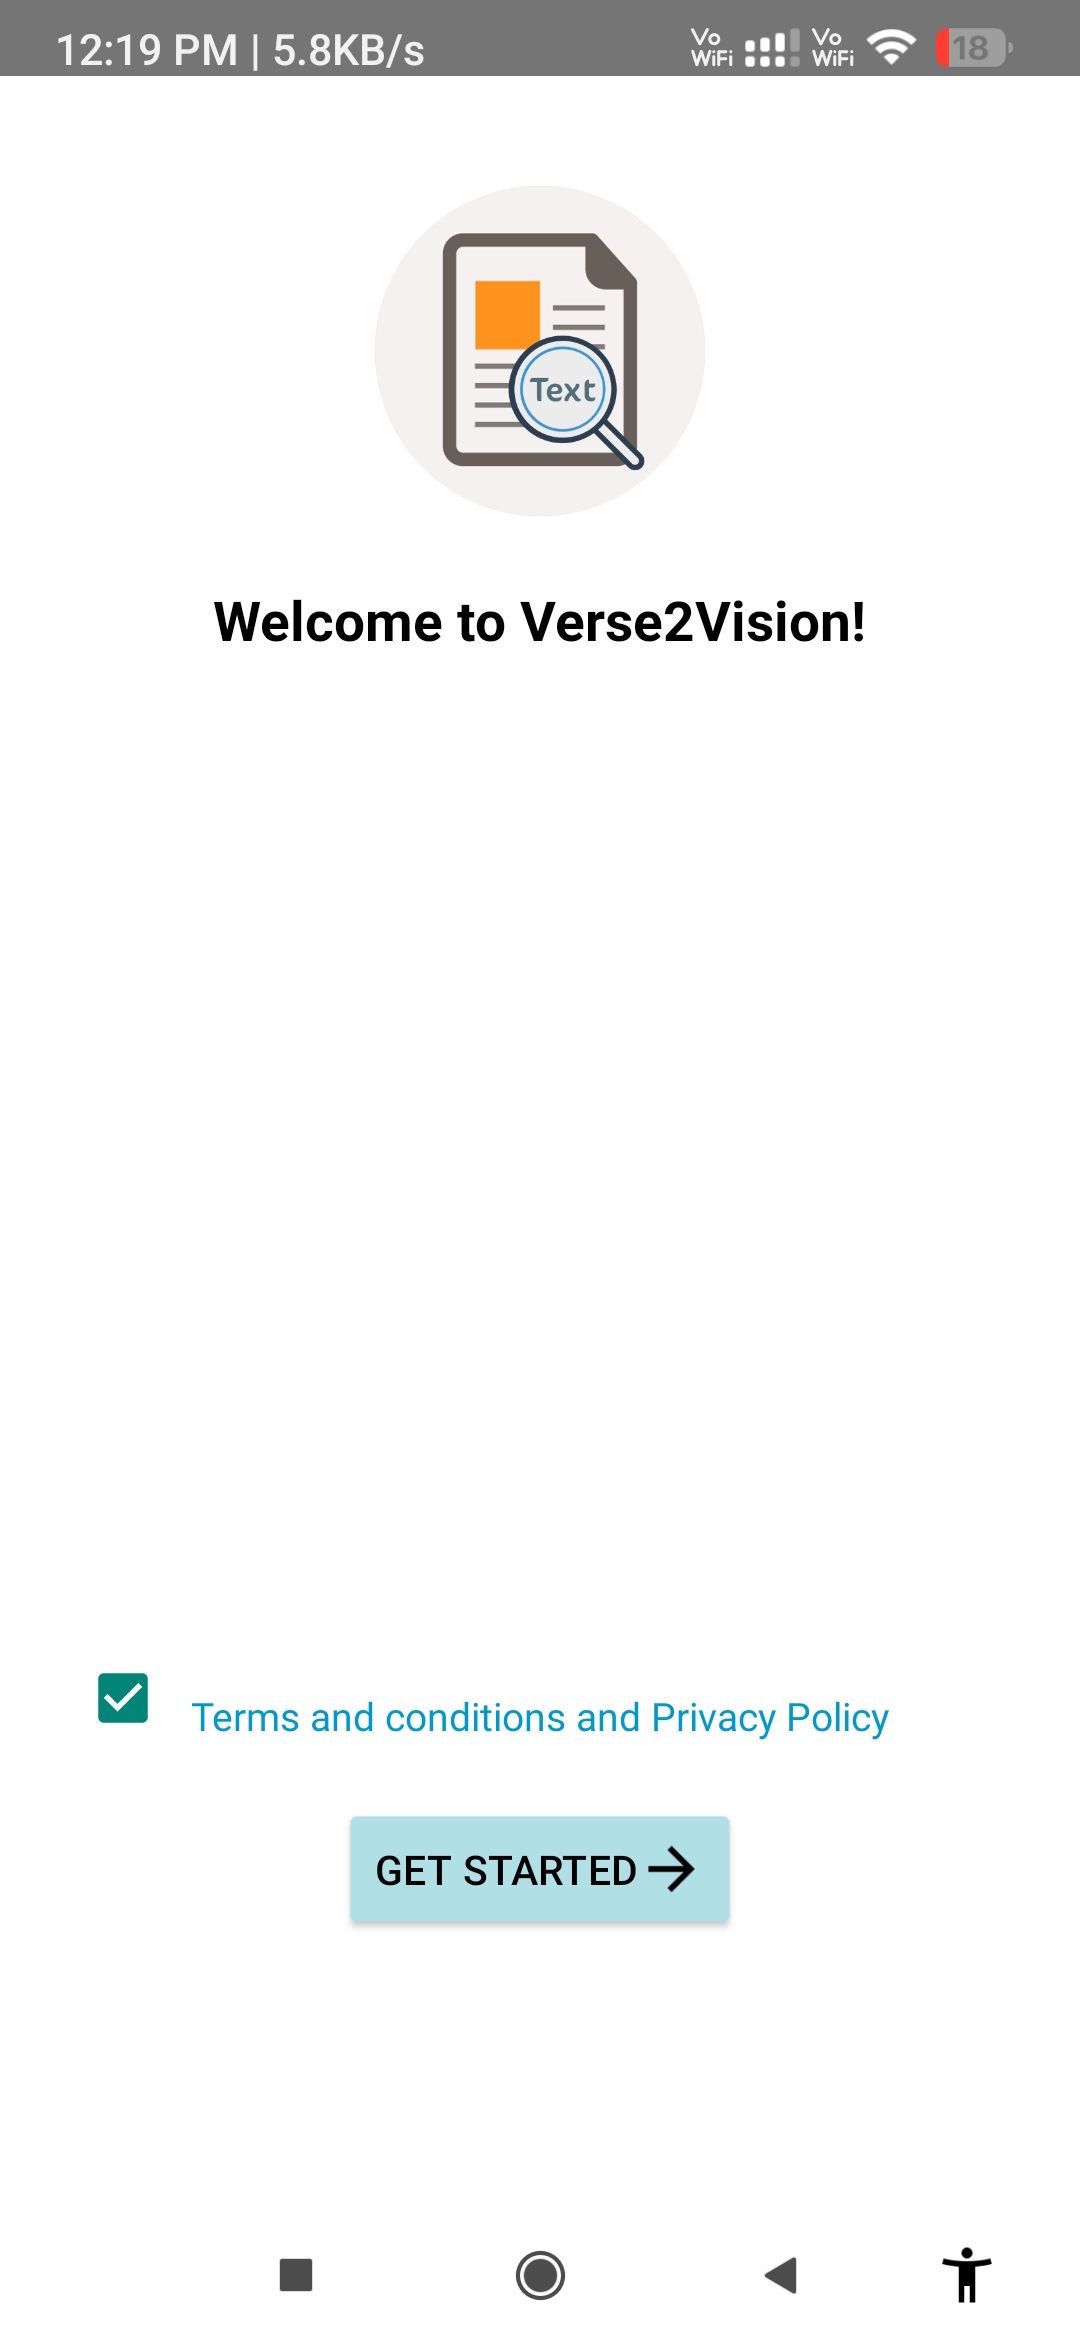 12:19 PM | 5.8KB/s Vo WiFi Vo WiFi 18
Text
Welcome to Verse2Vision!
Terms and conditions and Privacy Policy
GET STARTED